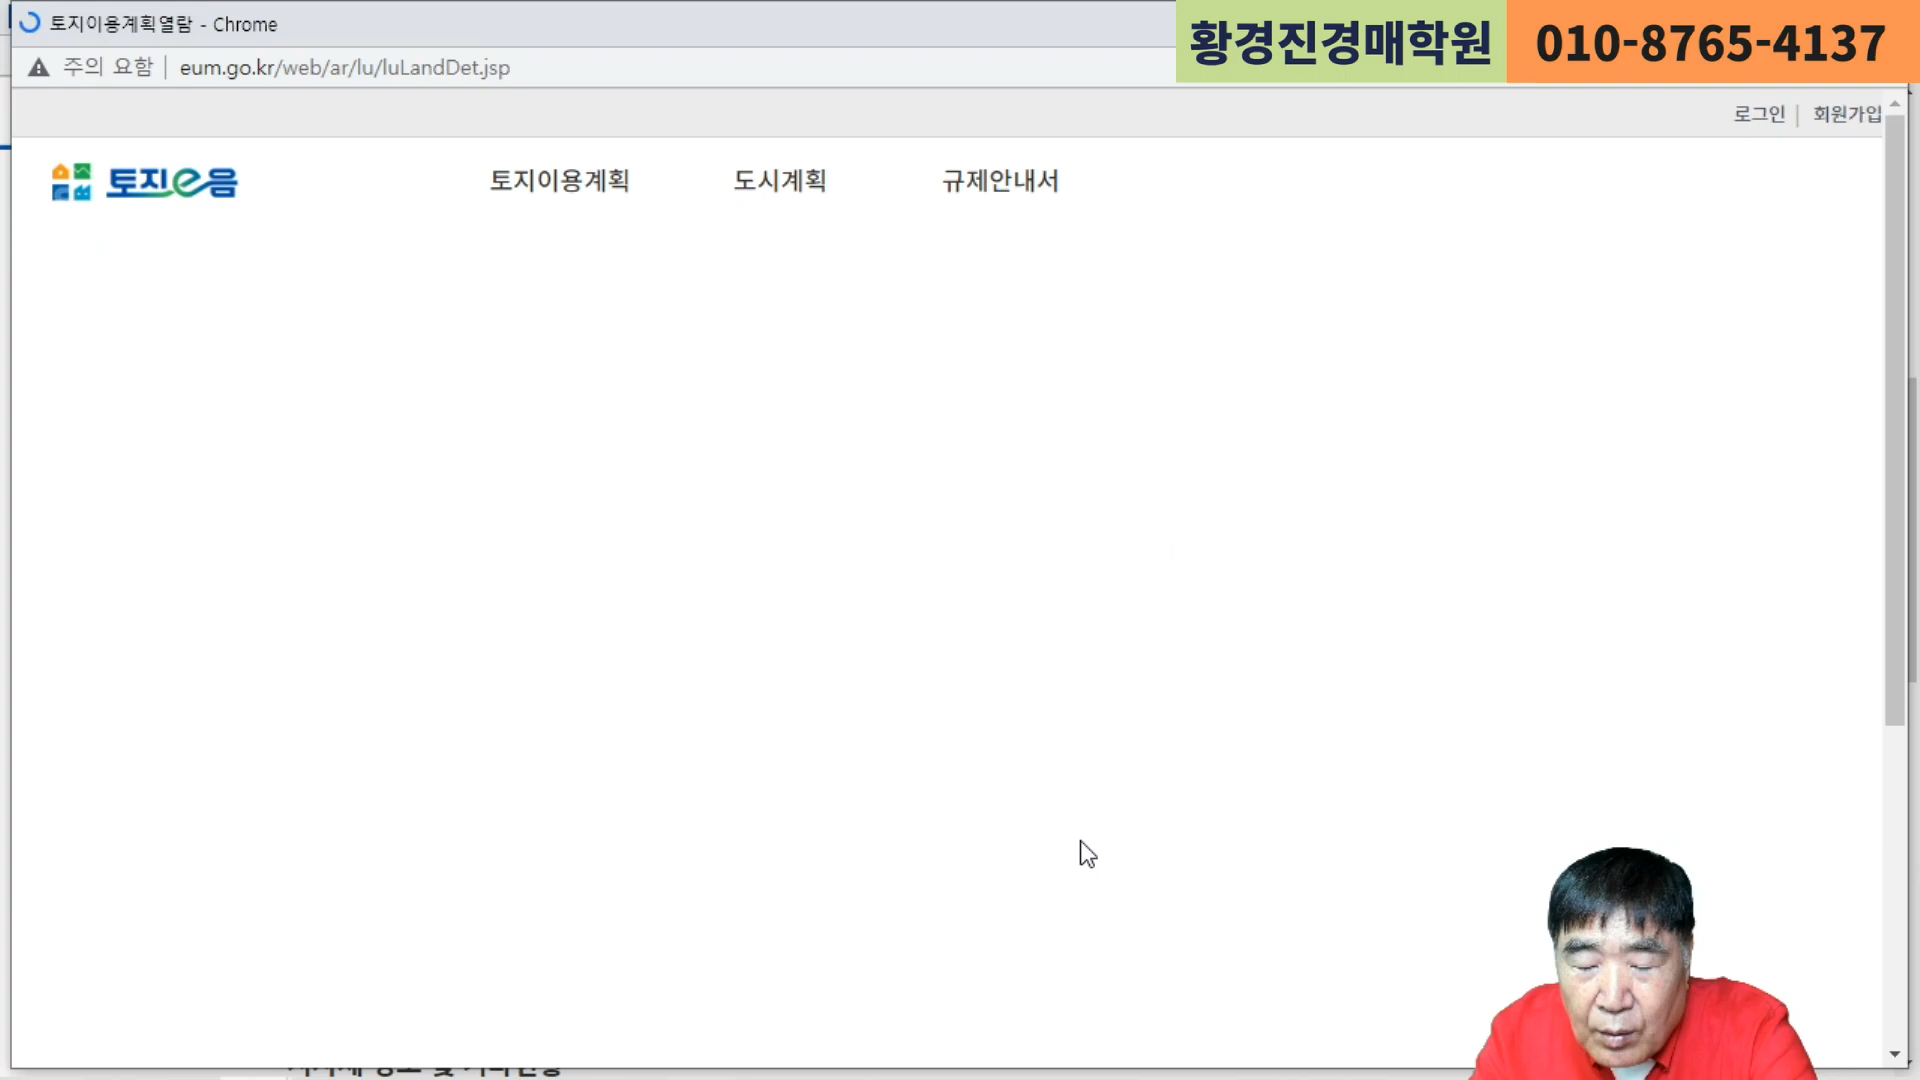 토지이용계획열람 - Chrome
황경진경매학원 010-8765-4137
주의 요함 | eum.go.kr/web/ar/lu/luLandDet.jsp
로그인 | 회원가입
토지e음 토지이용계획 도시계획 규제안내서